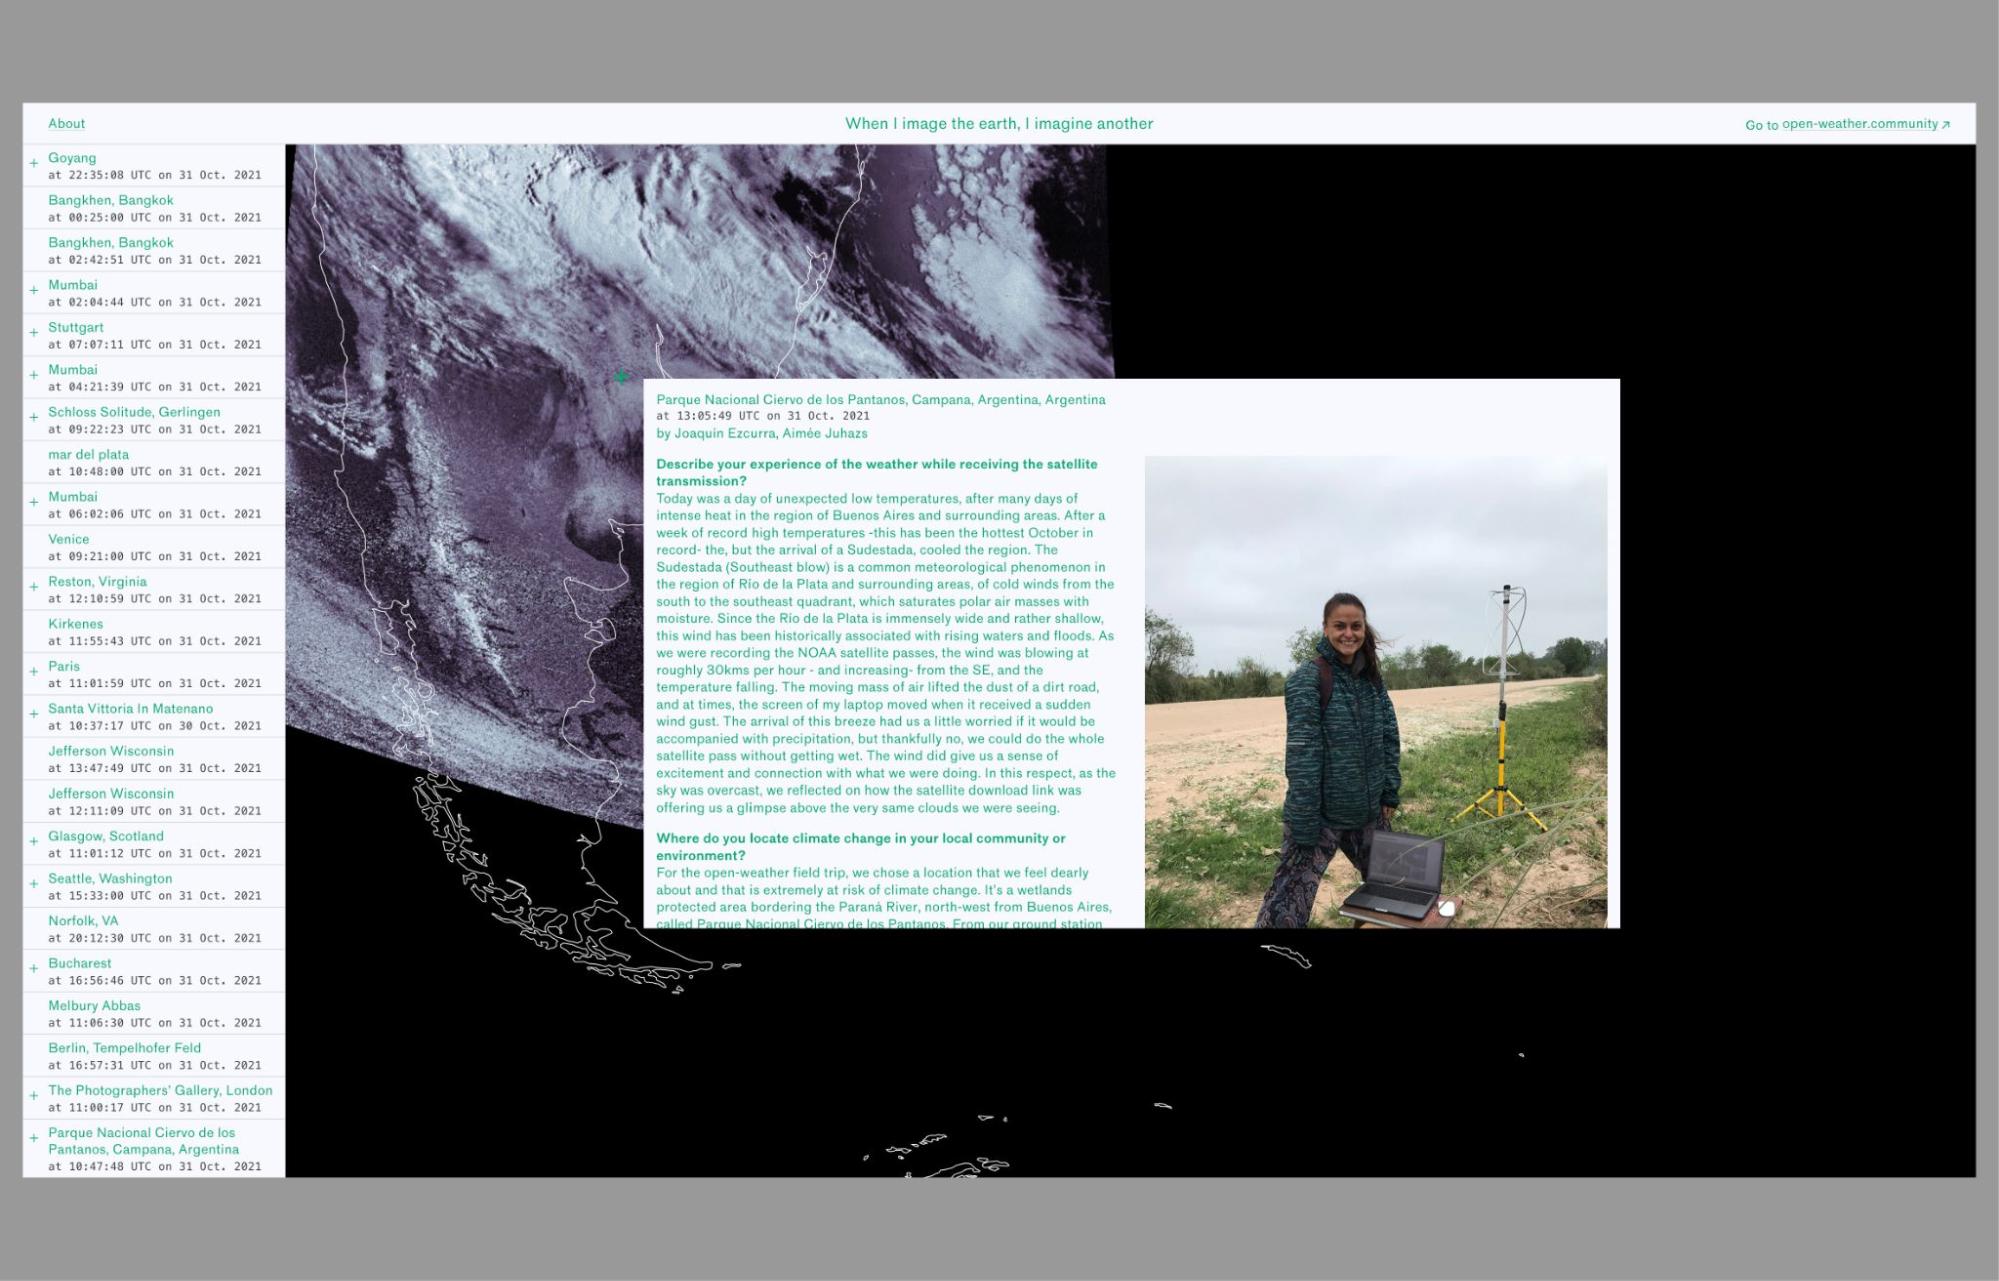 About
When I image the earth, I imagine another
Go to open-weather.community ↗
+ Goyang
at 22:35:08 UTC on 31 Oct. 2021
Bangkhen, Bangkok
at 00:25:00 UTC on 31 Oct. 2021
Bangkhen, Bangkok
at 02:42:51 UTC on 31 Oct. 2021
+ Mumbai
at 02:04:44 UTC on 31 Oct. 2021
+ Stuttgart
at 07:07:11 UTC on 31 Oct. 2021
+ Mumbai
at 04:21:39 UTC on 31 Oct. 2021
+ Schloss Solitude, Gerlingen
at 09:22:23 UTC on 31 Oct. 2021
mar del plata
at 10:48:00 UTC on 31 Oct. 2021
+ Mumbai
at 06:02:06 UTC on 31 Oct. 2021
Venice
at 09:21:00 UTC on 31 Oct. 2021
+ Reston, Virginia
at 12:10:59 UTC on 31 Oct. 2021
Kirkenes
at 11:55:43 UTC on 31 Oct. 2021
+ Paris
at 11:01:59 UTC on 31 Oct. 2021
+ Santa Vittoria In Matenano
at 10:37:17 UTC on 30 Oct. 2021
Jefferson Wisconsin
at 13:47:49 UTC on 31 Oct. 2021
Jefferson Wisconsin
at 12:11:09 UTC on 31 Oct. 2021
+ Glasgow, Scotland
at 11:01:12 UTC on 31 Oct. 2021
+ Seattle, Washington
at 15:33:00 UTC on 31 Oct. 2021
Norfolk, VA
at 20:12:30 UTC on 31 Oct. 2021
+ Bucharest
at 16:56:46 UTC on 31 Oct. 2021
Melbury Abbas
at 11:06:30 UTC on 31 Oct. 2021
Berlin, Tempelhofer Feld
at 16:57:31 UTC on 31 Oct. 2021
+ The Photographers' Gallery, London
at 11:00:17 UTC on 31 Oct. 2021
+ Parque Nacional Ciervo de los
Pantanos, Campana, Argentina
at 10:47:48 UTC on 31 Oct. 2021
Parque Nacional Ciervo de los Pantanos, Campana, Argentina, Argentina
at 13:05:49 UTC on 31 Oct. 2021
by Joaquín Ezcurra, Aimée Juhazs
Describe your experience of the weather while receiving the satellite
transmission?
Today was a day of unexpected low temperatures, after many days of
intense heat in the region of Buenos Aires and surrounding areas. After a
week of record high temperatures -this has been the hottest October in
record- the, but the arrival of a Sudestada, cooled the region. The
Sudestada (Southeast blow) is a common meteorological phenomenon in
the region of Río de la Plata and surrounding areas, of cold winds from the
south to the southeast quadrant, which saturates polar air masses with
moisture. Since the Río de la Plata is immensely wide and rather shallow,
this wind has been historically associated with rising waters and floods. As
we were recording the NOAA satellite passes, the wind was blowing at
roughly 30kms per hour - and increasing- from the SE, and the
temperature falling. The moving mass of air lifted the dust of a dirt road,
and at times, the screen of my laptop moved when it received a sudden
wind gust. The arrival of this breeze had us a little worried if it would be
accompanied with precipitation, but thankfully no, we could do the whole
satellite pass without getting wet. The wind did give us a sense of
excitement and connection with what we were doing. In this respect, as the
sky was overcast, we reflected on how the satellite download link was
offering us a glimpse above the very same clouds we were seeing.
Where do you locate climate change in your local community or
environment?
For the open-weather field trip, we chose a location that we feel dearly
about and that is extremely at risk of climate change. It's a wetlands
protected area bordering the Paraná River, north-west from Buenos Aires,
called Parque Nacional Ciervo de los Pantanos. From our ground station